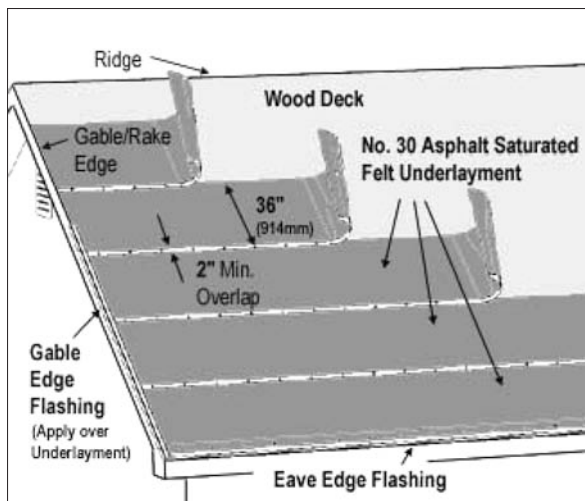 Ridge
Wood Deck
Gable/Rake
Edge
No. 30 Asphalt Saturated
Felt Underlayment
36"
(914mm)
2" Min.
Overlap
Gable
Edge
Flashing
(Apply over
Underlayment)
Eave Edge Flashing